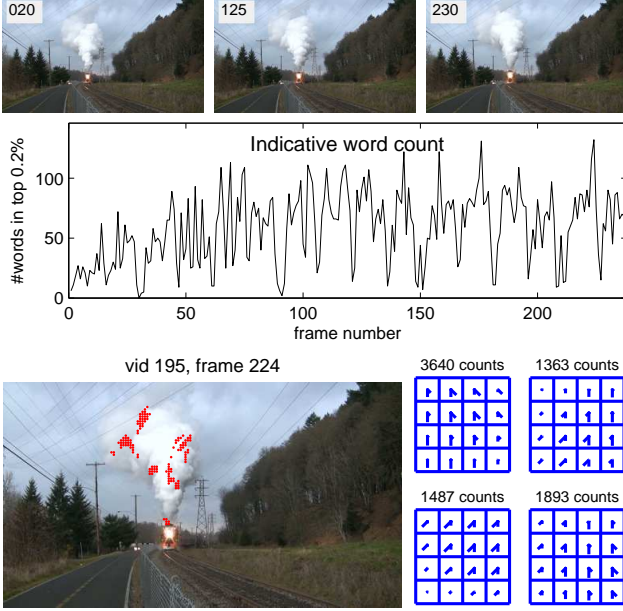 020
125
230
Indicative word count
#words in top 0.2%
100
50
0
0
50
100
150
200
frame number
vid 195, frame 224
3640 counts
1363 counts
1487 counts
1893 counts